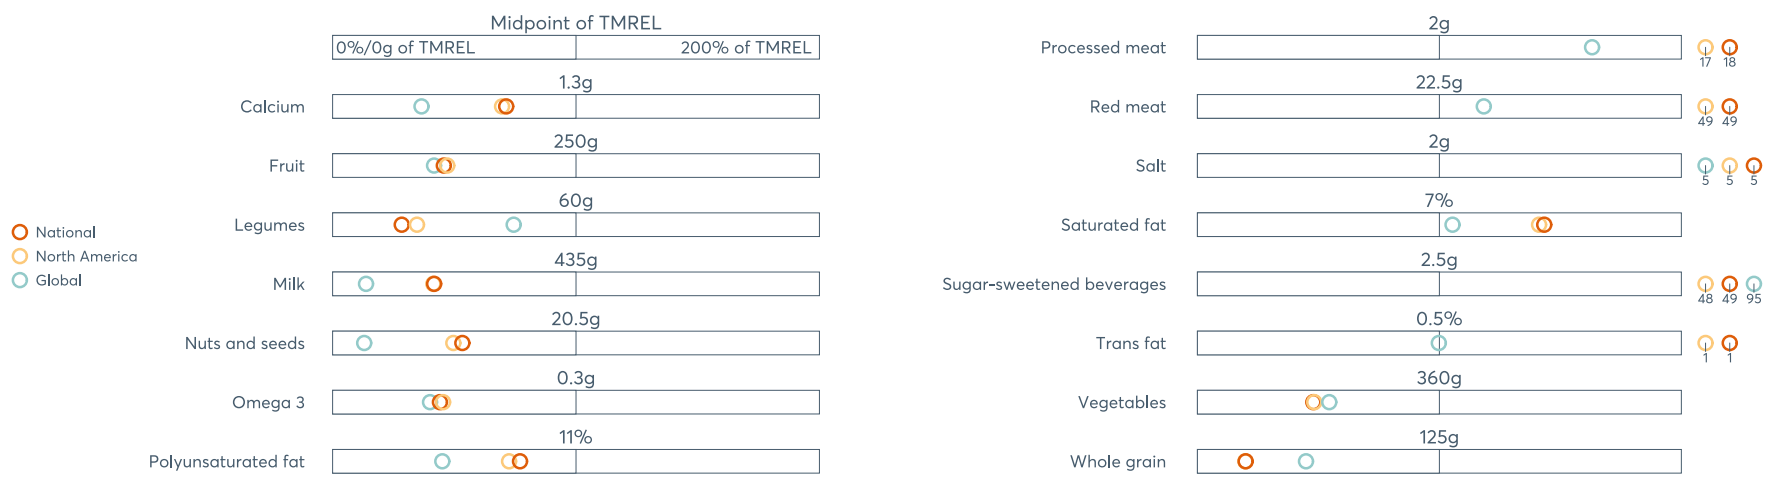 Midpoint of TMREL
0%/0g of TMREL 200% of TMREL
1.3g
Calcium
250g
Fruit
60g
Legumes
435g
Milk
20.5g
Nuts and seeds
0.3g
Omega 3
11%
Polyunsaturated fat
National
North America
Global
2g
Processed meat
17 18
22.5g
Red meat
49 49
2g
Salt
5 5 5
7%
Saturated fat
2.5g
Sugar-sweetened beverages
48 49 95
0.5%
Trans fat
1 1
360g
Vegetables
125g
Whole grain